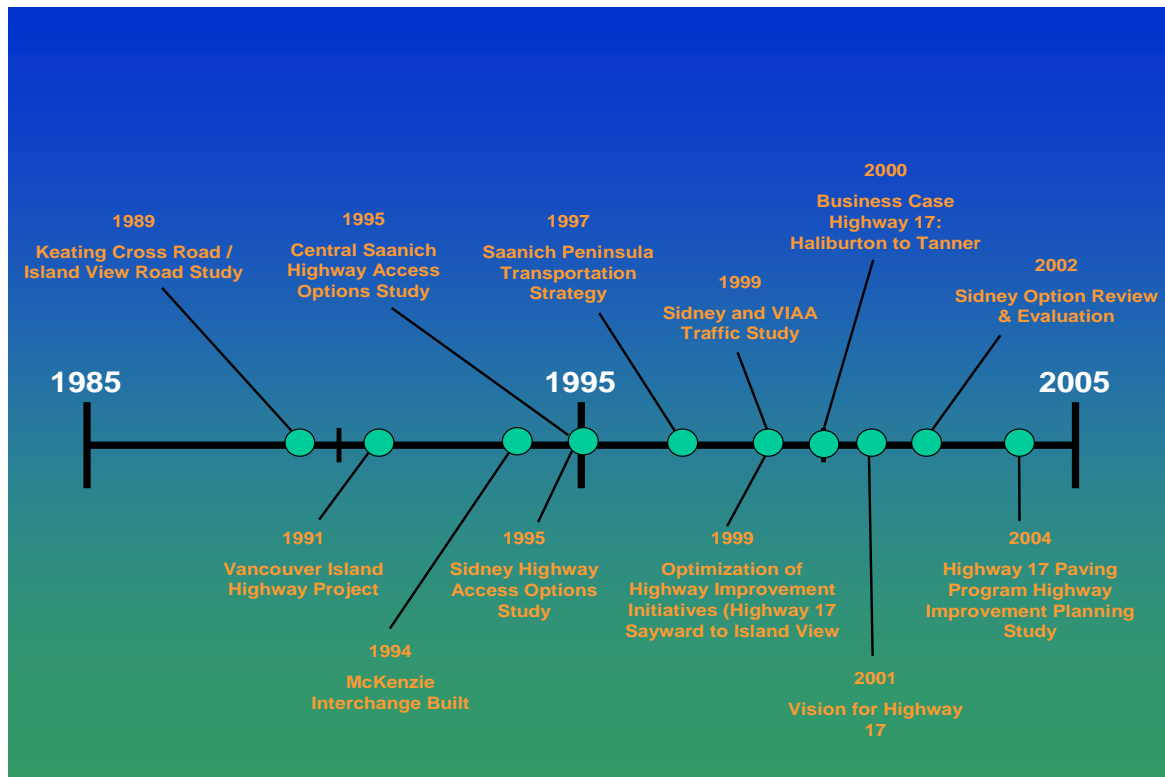 1989
Keating Cross Road /
Island View Road Study
1995
Central Saanich
Highway Access
Options Study
1997
Saanich Peninsula
Transportation
Strategy
1999
Sidney and VIAA
Traffic Study
2000
Business Case
Highway 17:
Haliburton to Tanner
2002
Sidney Option Review
& Evaluation
1985
1995
2005
1991
Vancouver Island
Highway Project
1994
McKenzie
Interchange Built
1995
Sidney Highway
Access Options
Study
1999
Optimization of
Highway Improvement
Initiatives (Highway 17
Sayward to Island View
2001
Vision for Highway
17
2004
Highway 17 Paving
Program Highway
Improvement Planning
Study